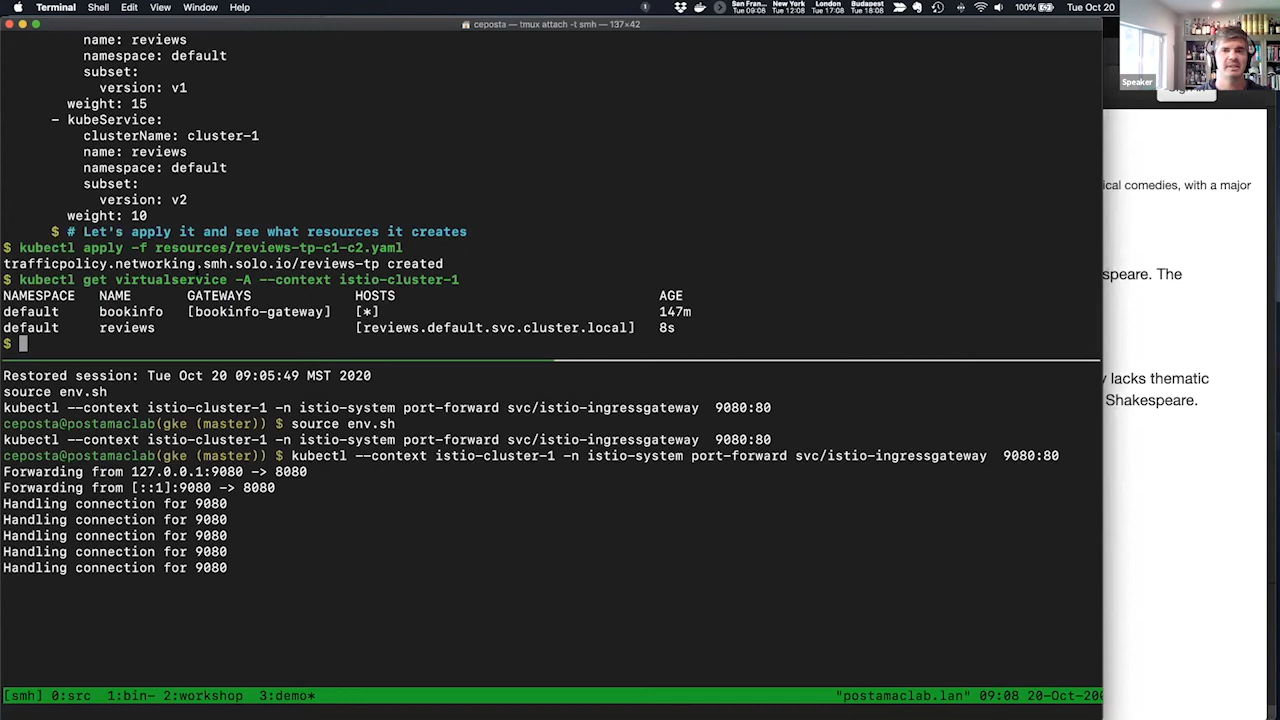 Terminal Shell Edit View Window Help
San Fran... New York London Budapest
Tue 09:08 Tue 12:08 Tue 17:08 Tue 18:08
100% Tue Oct 20
ceposta — tmux attach -t smh — 137×42
Speaker
name: reviews
namespace: default
subset:
version: v1
weight: 15
- kubeService:
clusterName: cluster-1
name: reviews
namespace: default
subset:
version: v2
weight: 10
$ # Let's apply it and see what resources it creates
$ kubectl apply -f resources/reviews-tp-c1-c2.yaml
trafficpolicy.networking.smh.solo.io/reviews-tp created
$ kubectl get virtualservice -A --context istio-cluster-1
NAMESPACE NAME GATEWAYS HOSTS AGE
default bookinfo [bookinfo-gateway] [*] 147m
default reviews [reviews.default.svc.cluster.local] 8s
$
Restored session: Tue Oct 20 09:05:49 MST 2020
source env.sh
kubectl --context istio-cluster-1 -n istio-system port-forward svc/istio-ingressgateway 9080:80
ceposta@postamaclab(gke (master)) $ source env.sh
kubectl --context istio-cluster-1 -n istio-system port-forward svc/istio-ingressgateway 9080:80
ceposta@postamaclab(gke (master)) $ kubectl --context istio-cluster-1 -n istio-system port-forward svc/istio-ingressgateway 9080:80
Forwarding from 127.0.0.1:9080 -> 8080
Forwarding from [::1]:9080 -> 8080
Handling connection for 9080
Handling connection for 9080
Handling connection for 9080
Handling connection for 9080
Handling connection for 9080
[smh] 0:src 1:bin- 2:workshop 3:demo* "postamaclab.lan" 09:08 20-Oct-20
ical comedies, with a major
speare. The
lacks thematic
Shakespeare.